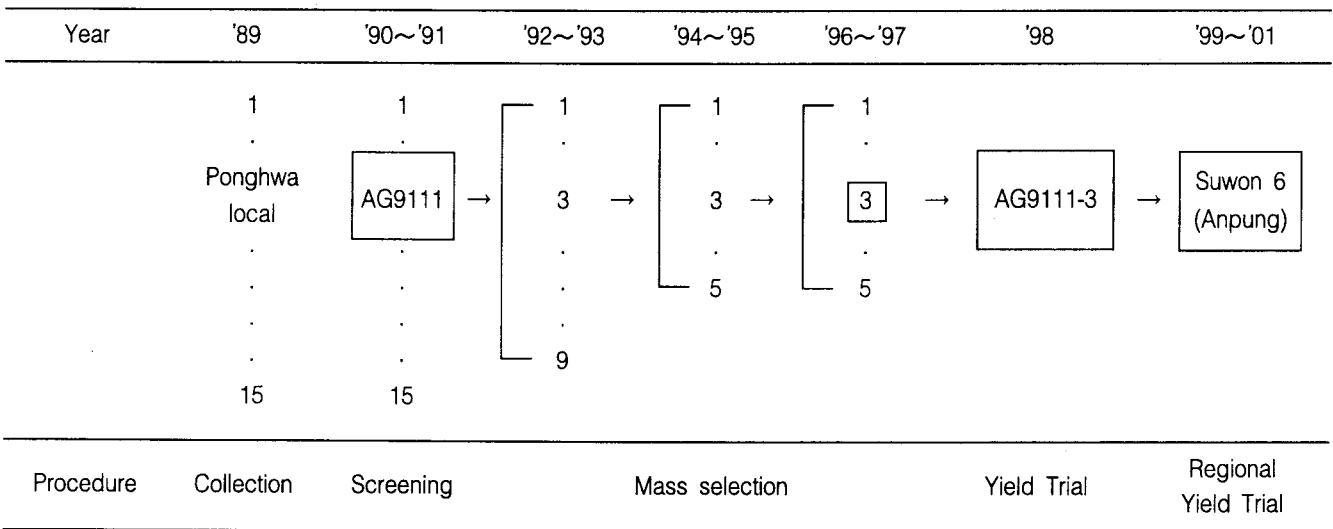 Year '89 '90～'91 '92～'93 '94～'95 '96～'97 '98 '99～'01
1 1 1 1 1
. . . . .
Ponghwa local AG9111 → 3 → 3 → 3 → AG9111-3 → Suwon 6 (Anpung)
. . . . .
. . . 5 5
. . .
. . 9
15 15
Procedure Collection Screening Mass selection Yield Trial Regional Yield Trial